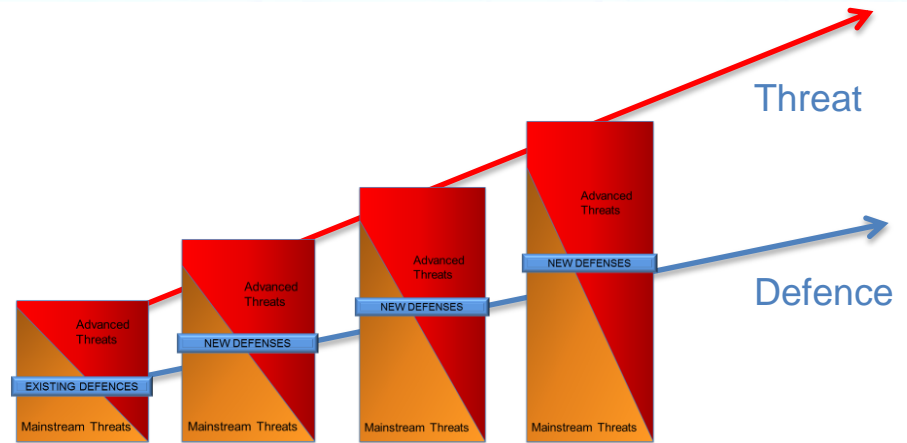 Threat
Advanced
Threats
NEW DEFENSES
Advanced
Threats
NEW DEFENSES
Advanced
Threats
NEW DEFENSES
Defence
Advanced
Threats
EXISTING DEFENCES
Mainstream Threats
Mainstream Threats
Mainstream Threats
Mainstream Threats